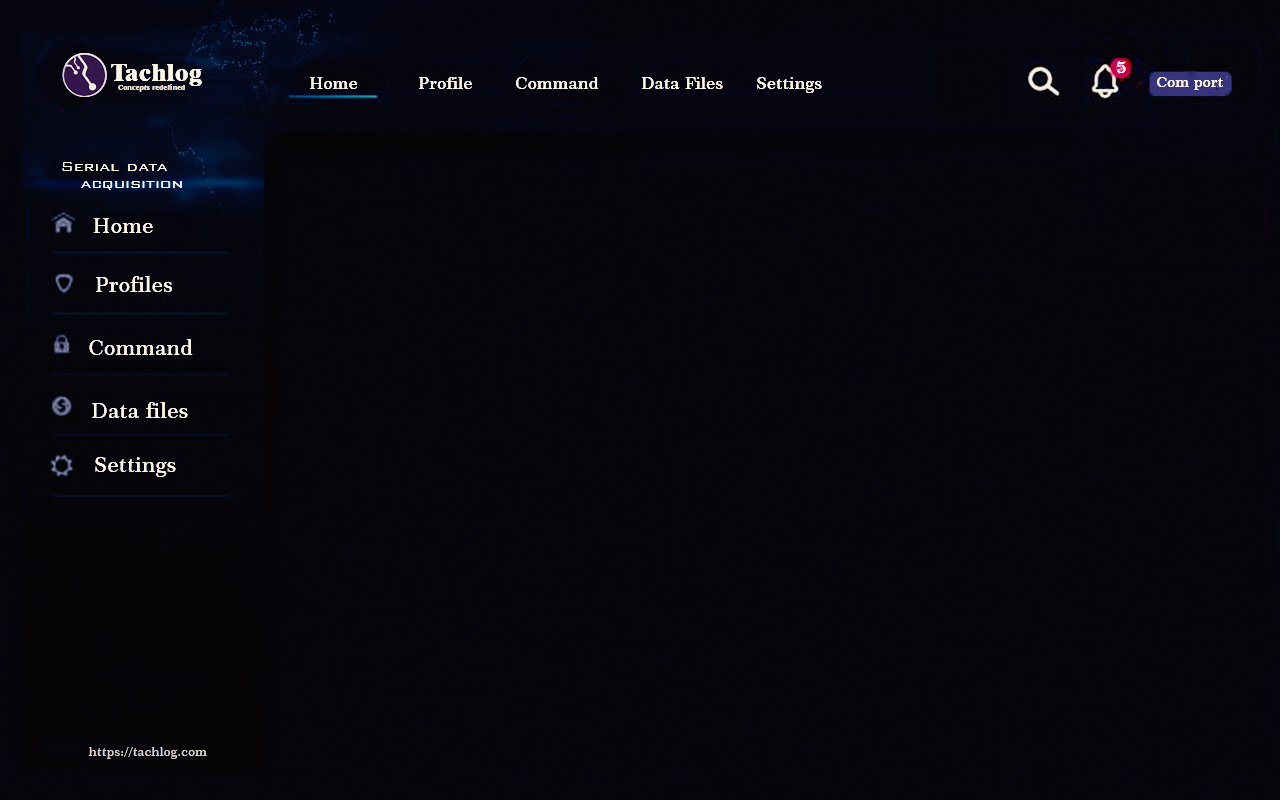 Tachlog
Concepts redefined
Home
Profile
Command
Data Files
Settings
5
Com port
Serial data
acquisition
Home
Profiles
Command
Data files
Settings
https://tachlog.com